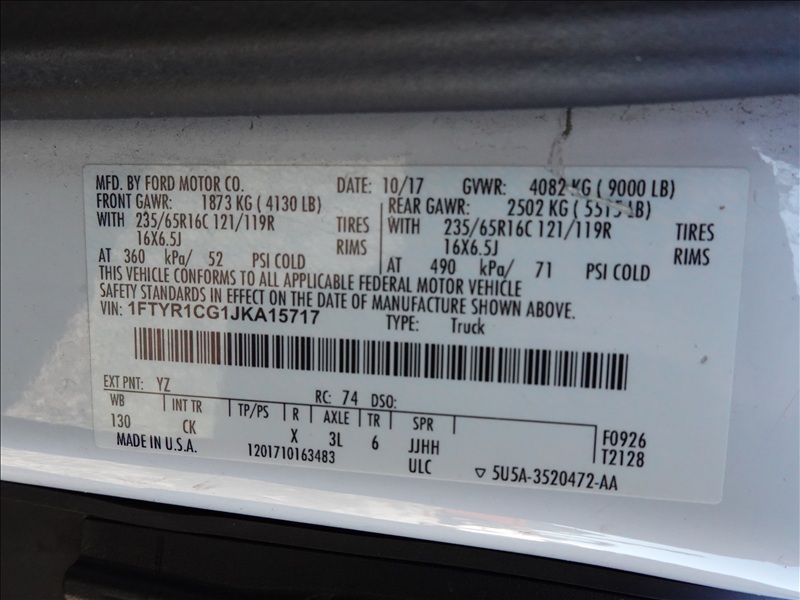 MFD. BY FORD MOTOR CO. DATE: 10/17 GVWR: 4082 KG ( 9000 LB)
FRONT GAWR: 1873 KG ( 4130 LB) REAR GAWR: 2502 KG ( 5515 LB)
WITH 235/65R16C 121/119R TIRES WITH 235/65R16C 121/119R TIRES
16X6.5J RIMS 16X6.5J RIMS
AT 360 kPa/ 52 PSI COLD AT 490 kPa/ 71 PSI COLD
THIS VEHICLE CONFORMS TO ALL APPLICABLE FEDERAL MOTOR VEHICLE
SAFETY STANDARDS IN EFFECT ON THE DATE OF MANUFACTURE SHOWN ABOVE.
VIN: 1FTYR1CG1JKA15717 TYPE: Truck
EXT PNT: YZ RC: 74 DSO:
WB INT TR TP/PS R AXLE TR SPR
130 CK X 3L 6 JJHH F0926
MADE IN U.S.A. 1201710163483 ULC T2128
5U5A-3520472-AA